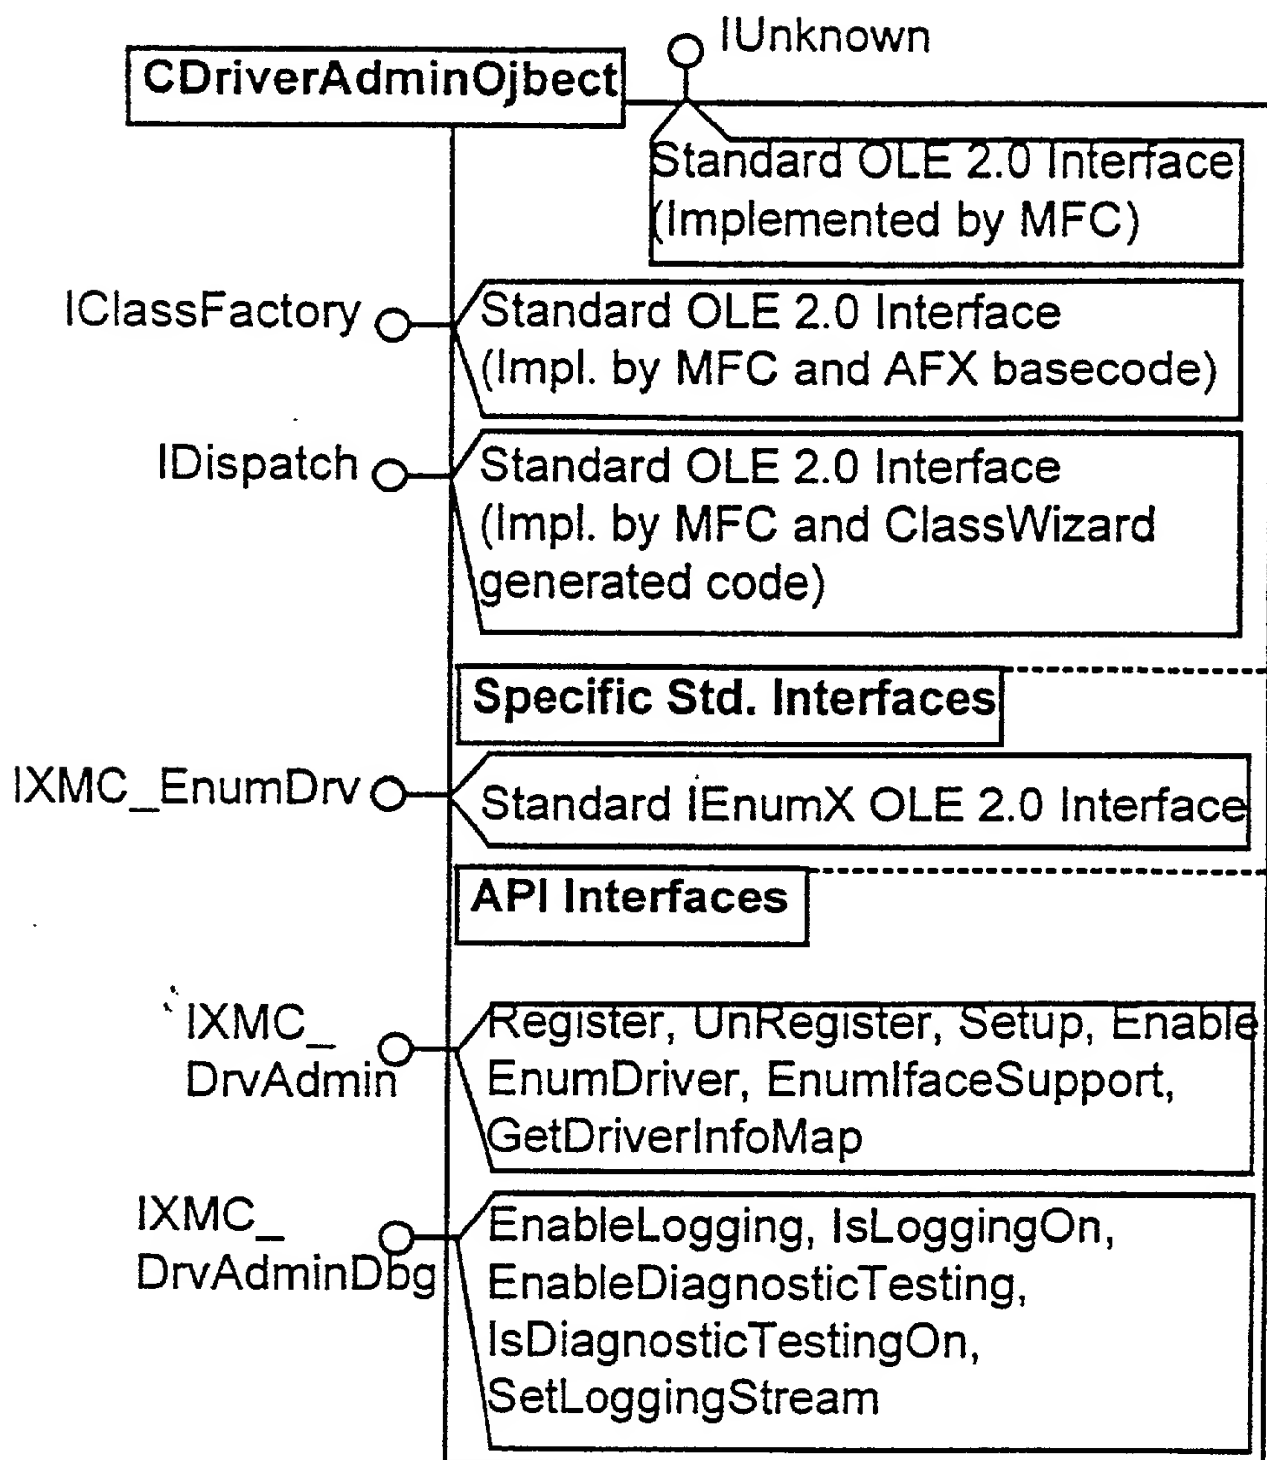 IUnknown
CDriverAdminOjbect
Standard OLE 2.0 Interface
(Implemented by MFC)
IClassFactory
Standard OLE 2.0 Interface
(Impl. by MFC and AFX basecode)
IDispatch
Standard OLE 2.0 Interface
(Impl. by MFC and ClassWizard
generated code)
Specific Std. Interfaces
IXMC_EnumDrv
Standard IEnumX OLE 2.0 Interface
API Interfaces
IXMC_
DrvAdmin
Register, UnRegister, Setup, Enable
EnumDriver, EnumIfaceSupport,
GetDriverInfoMap
IXMC_
DrvAdminDbg
EnableLogging, IsLoggingOn,
EnableDiagnosticTesting,
IsDiagnosticTestingOn,
SetLoggingStream